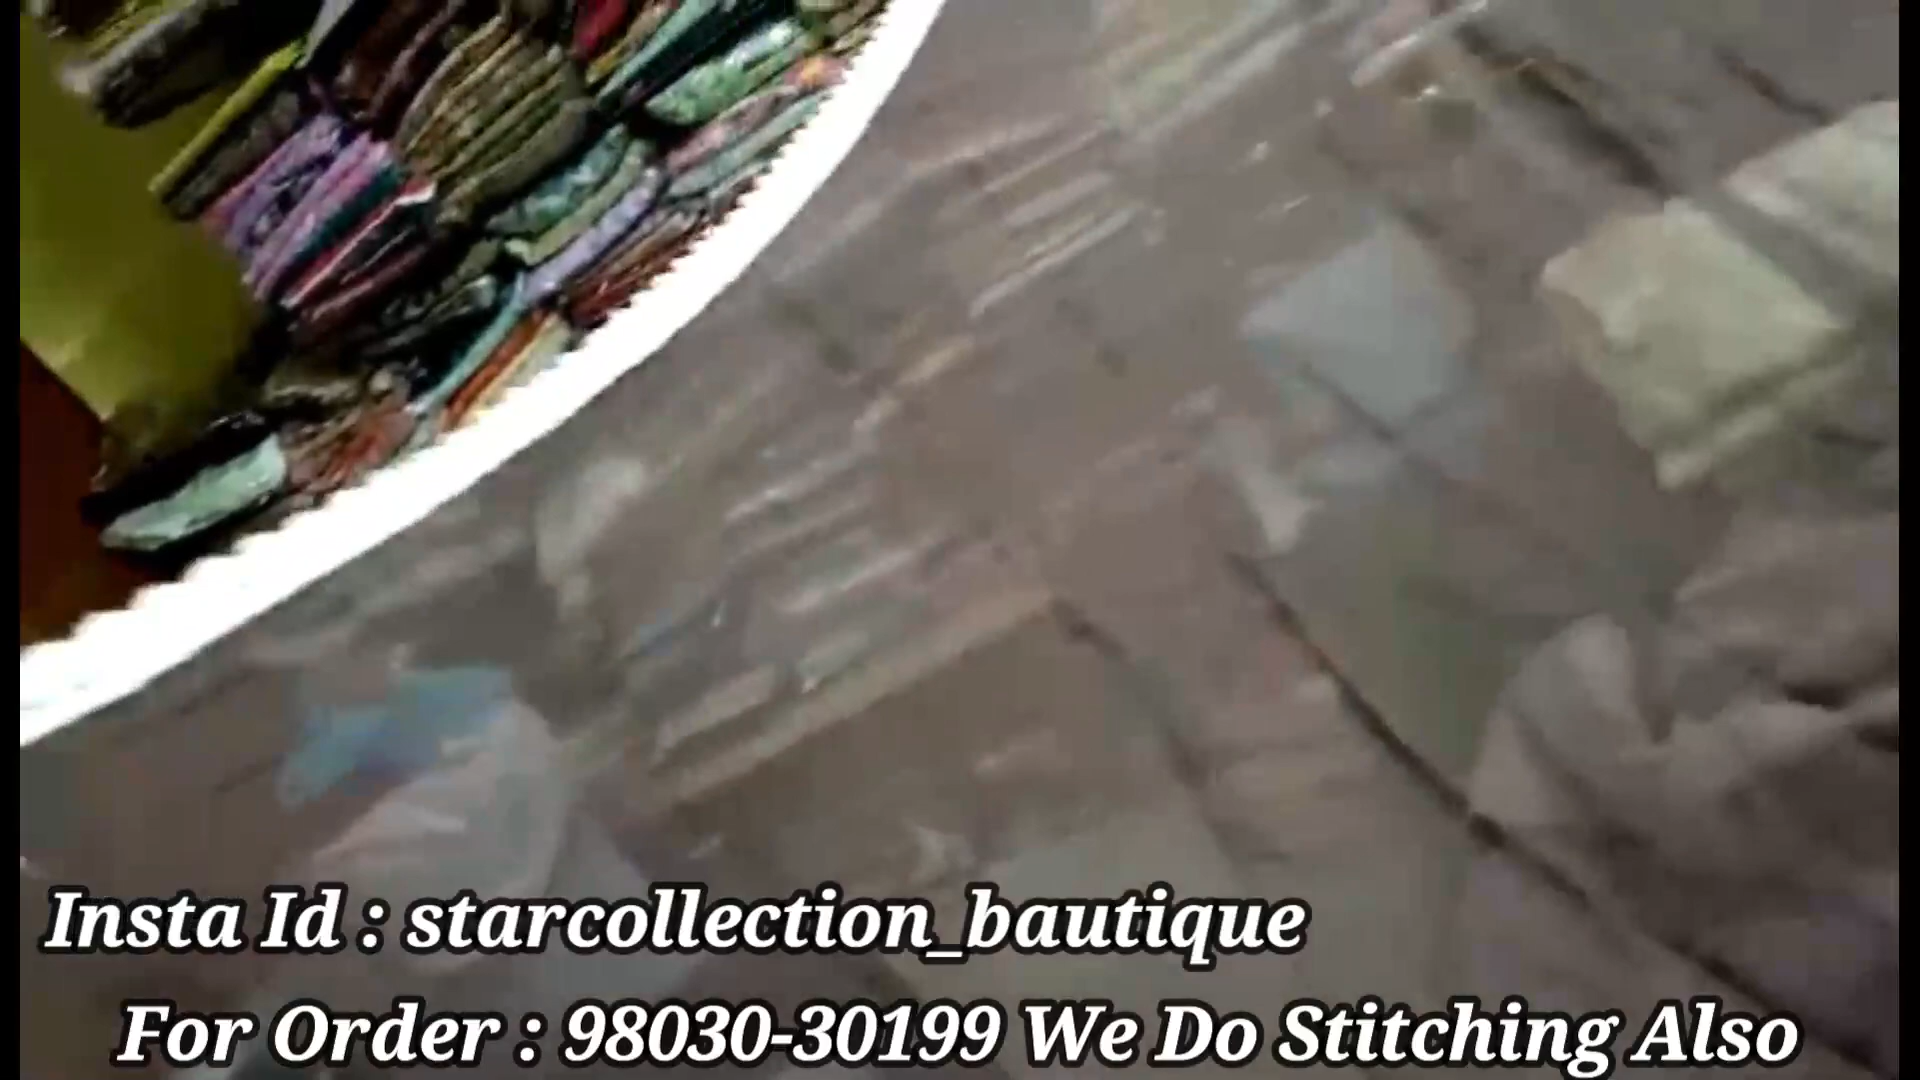 Insta Id : starcollection_bautique
For Order : 98030-30199 We Do Stitching Also